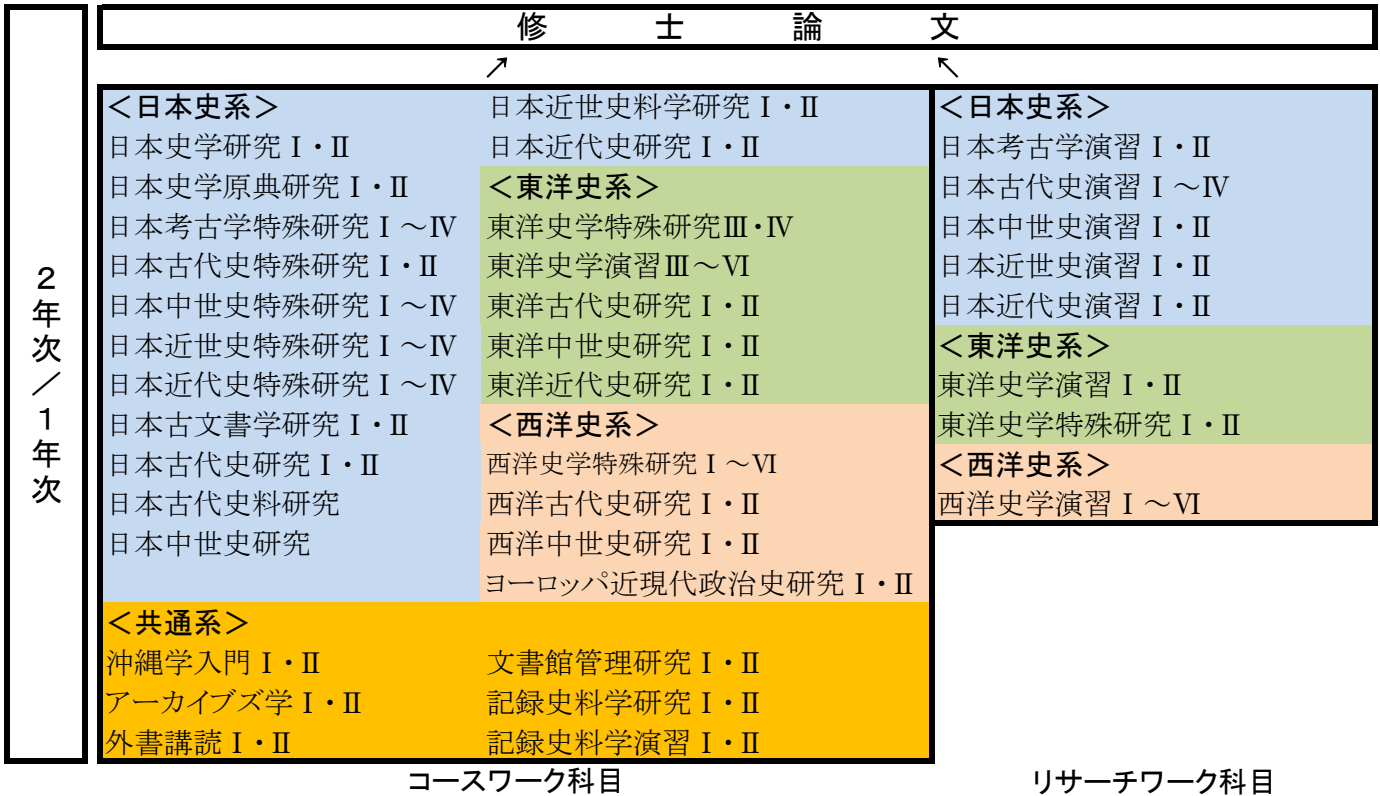 修士論文
↗ ↖
2年次／1年次
＜日本史系＞
日本史学研究Ⅰ・Ⅱ
日本史学原典研究Ⅰ・Ⅱ
日本考古学特殊研究Ⅰ～Ⅳ
日本古代史特殊研究Ⅰ・Ⅱ
日本中世史特殊研究Ⅰ～Ⅳ
日本近世史特殊研究Ⅰ～Ⅳ
日本近代史特殊研究Ⅰ～Ⅳ
日本古文書学研究Ⅰ・Ⅱ
日本古代史研究Ⅰ・Ⅱ
日本古代史料研究
日本中世史研究
日本近世史料学研究Ⅰ・Ⅱ
日本近代史研究Ⅰ・Ⅱ
＜東洋史系＞
東洋史学特殊研究Ⅲ・Ⅳ
東洋史学演習Ⅲ～Ⅵ
東洋古代史研究Ⅰ・Ⅱ
東洋中世史研究Ⅰ・Ⅱ
東洋近代史研究Ⅰ・Ⅱ
＜西洋史系＞
西洋史学特殊研究Ⅰ～Ⅵ
西洋古代史研究Ⅰ・Ⅱ
西洋中世史研究Ⅰ・Ⅱ
ヨーロッパ近現代政治史研究Ⅰ・Ⅱ
＜共通系＞
沖縄学入門Ⅰ・Ⅱ
アーカイブズ学Ⅰ・Ⅱ
外書講読Ⅰ・Ⅱ
文書館管理研究Ⅰ・Ⅱ
記録史料学研究Ⅰ・Ⅱ
記録史料学演習Ⅰ・Ⅱ
コースワーク科目
＜日本史系＞
日本考古学演習Ⅰ・Ⅱ
日本古代史演習Ⅰ～Ⅳ
日本中世史演習Ⅰ・Ⅱ
日本近世史演習Ⅰ・Ⅱ
日本近代史演習Ⅰ・Ⅱ
＜東洋史系＞
東洋史学演習Ⅰ・Ⅱ
東洋史学特殊研究Ⅰ・Ⅱ
＜西洋史系＞
西洋史学演習Ⅰ～Ⅵ
リサーチワーク科目